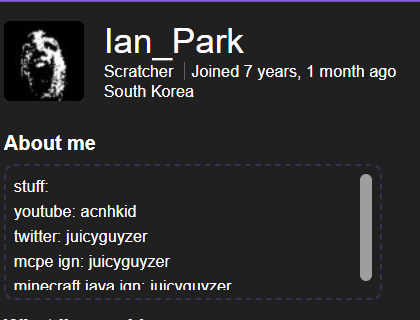 Ian_Park
Scratcher | Joined 7 years, 1 month ago
South Korea
About me
stuff:
youtube: acnhkid
twitter: juicyguyzer
mcpe ign: juicyguyzer
minecraft java ign: juicyguyzer